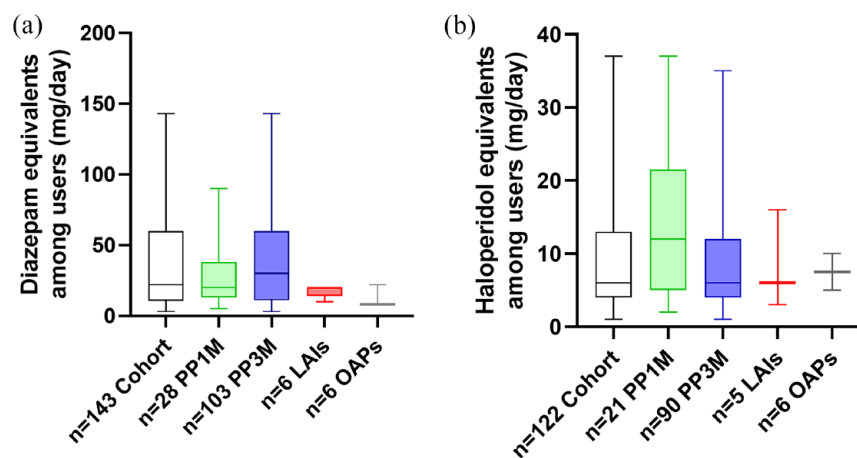 (a)
Diazepam equivalents
among users (mg/day)
200
150
100
50
0
n=143 Cohort
n=28 PP1M
n=103 PP3M
n=6 LAIs
n=6 OAPs
(b)
Haloperidol equivalents
among users (mg/day)
40
30
20
10
0
n=122 Cohort
n=21 PP1M
n=90 PP3M
n=5 LAIs
n=6 OAPs